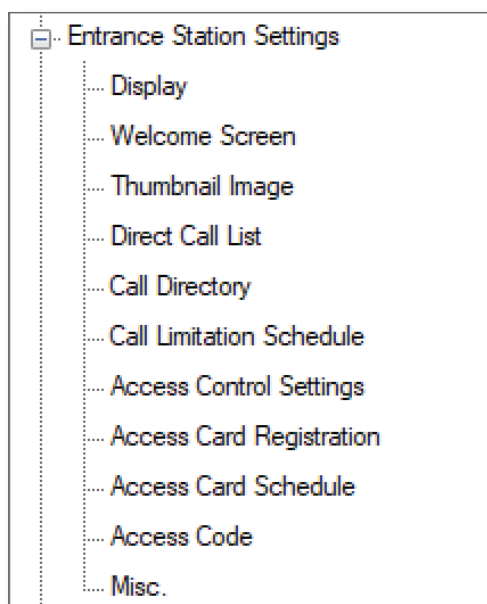 Entrance Station Settings
Display
Welcome Screen
Thumbnail Image
Direct Call List
Call Directory
Call Limitation Schedule
Access Control Settings
Access Card Registration
Access Card Schedule
Access Code
Misc.